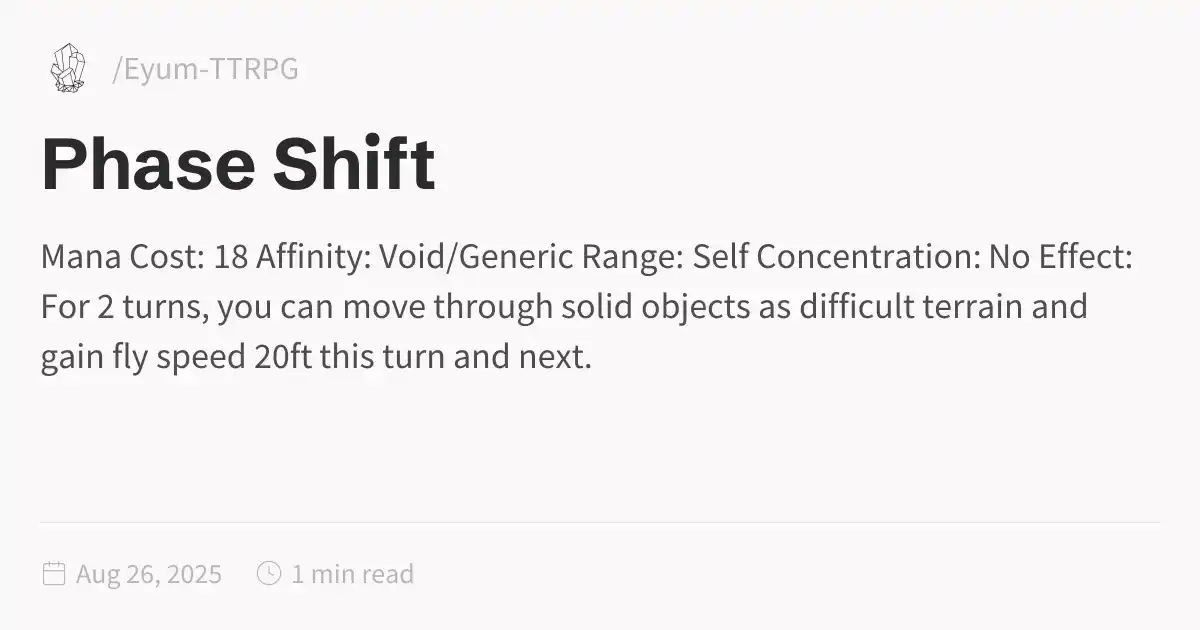 /Eyum-TTRPG
Phase Shift
Mana Cost: 18 Affinity: Void/Generic Range: Self Concentration: No Effect:
For 2 turns, you can move through solid objects as difficult terrain and
gain fly speed 20ft this turn and next.
Aug 26, 2025 1 min read